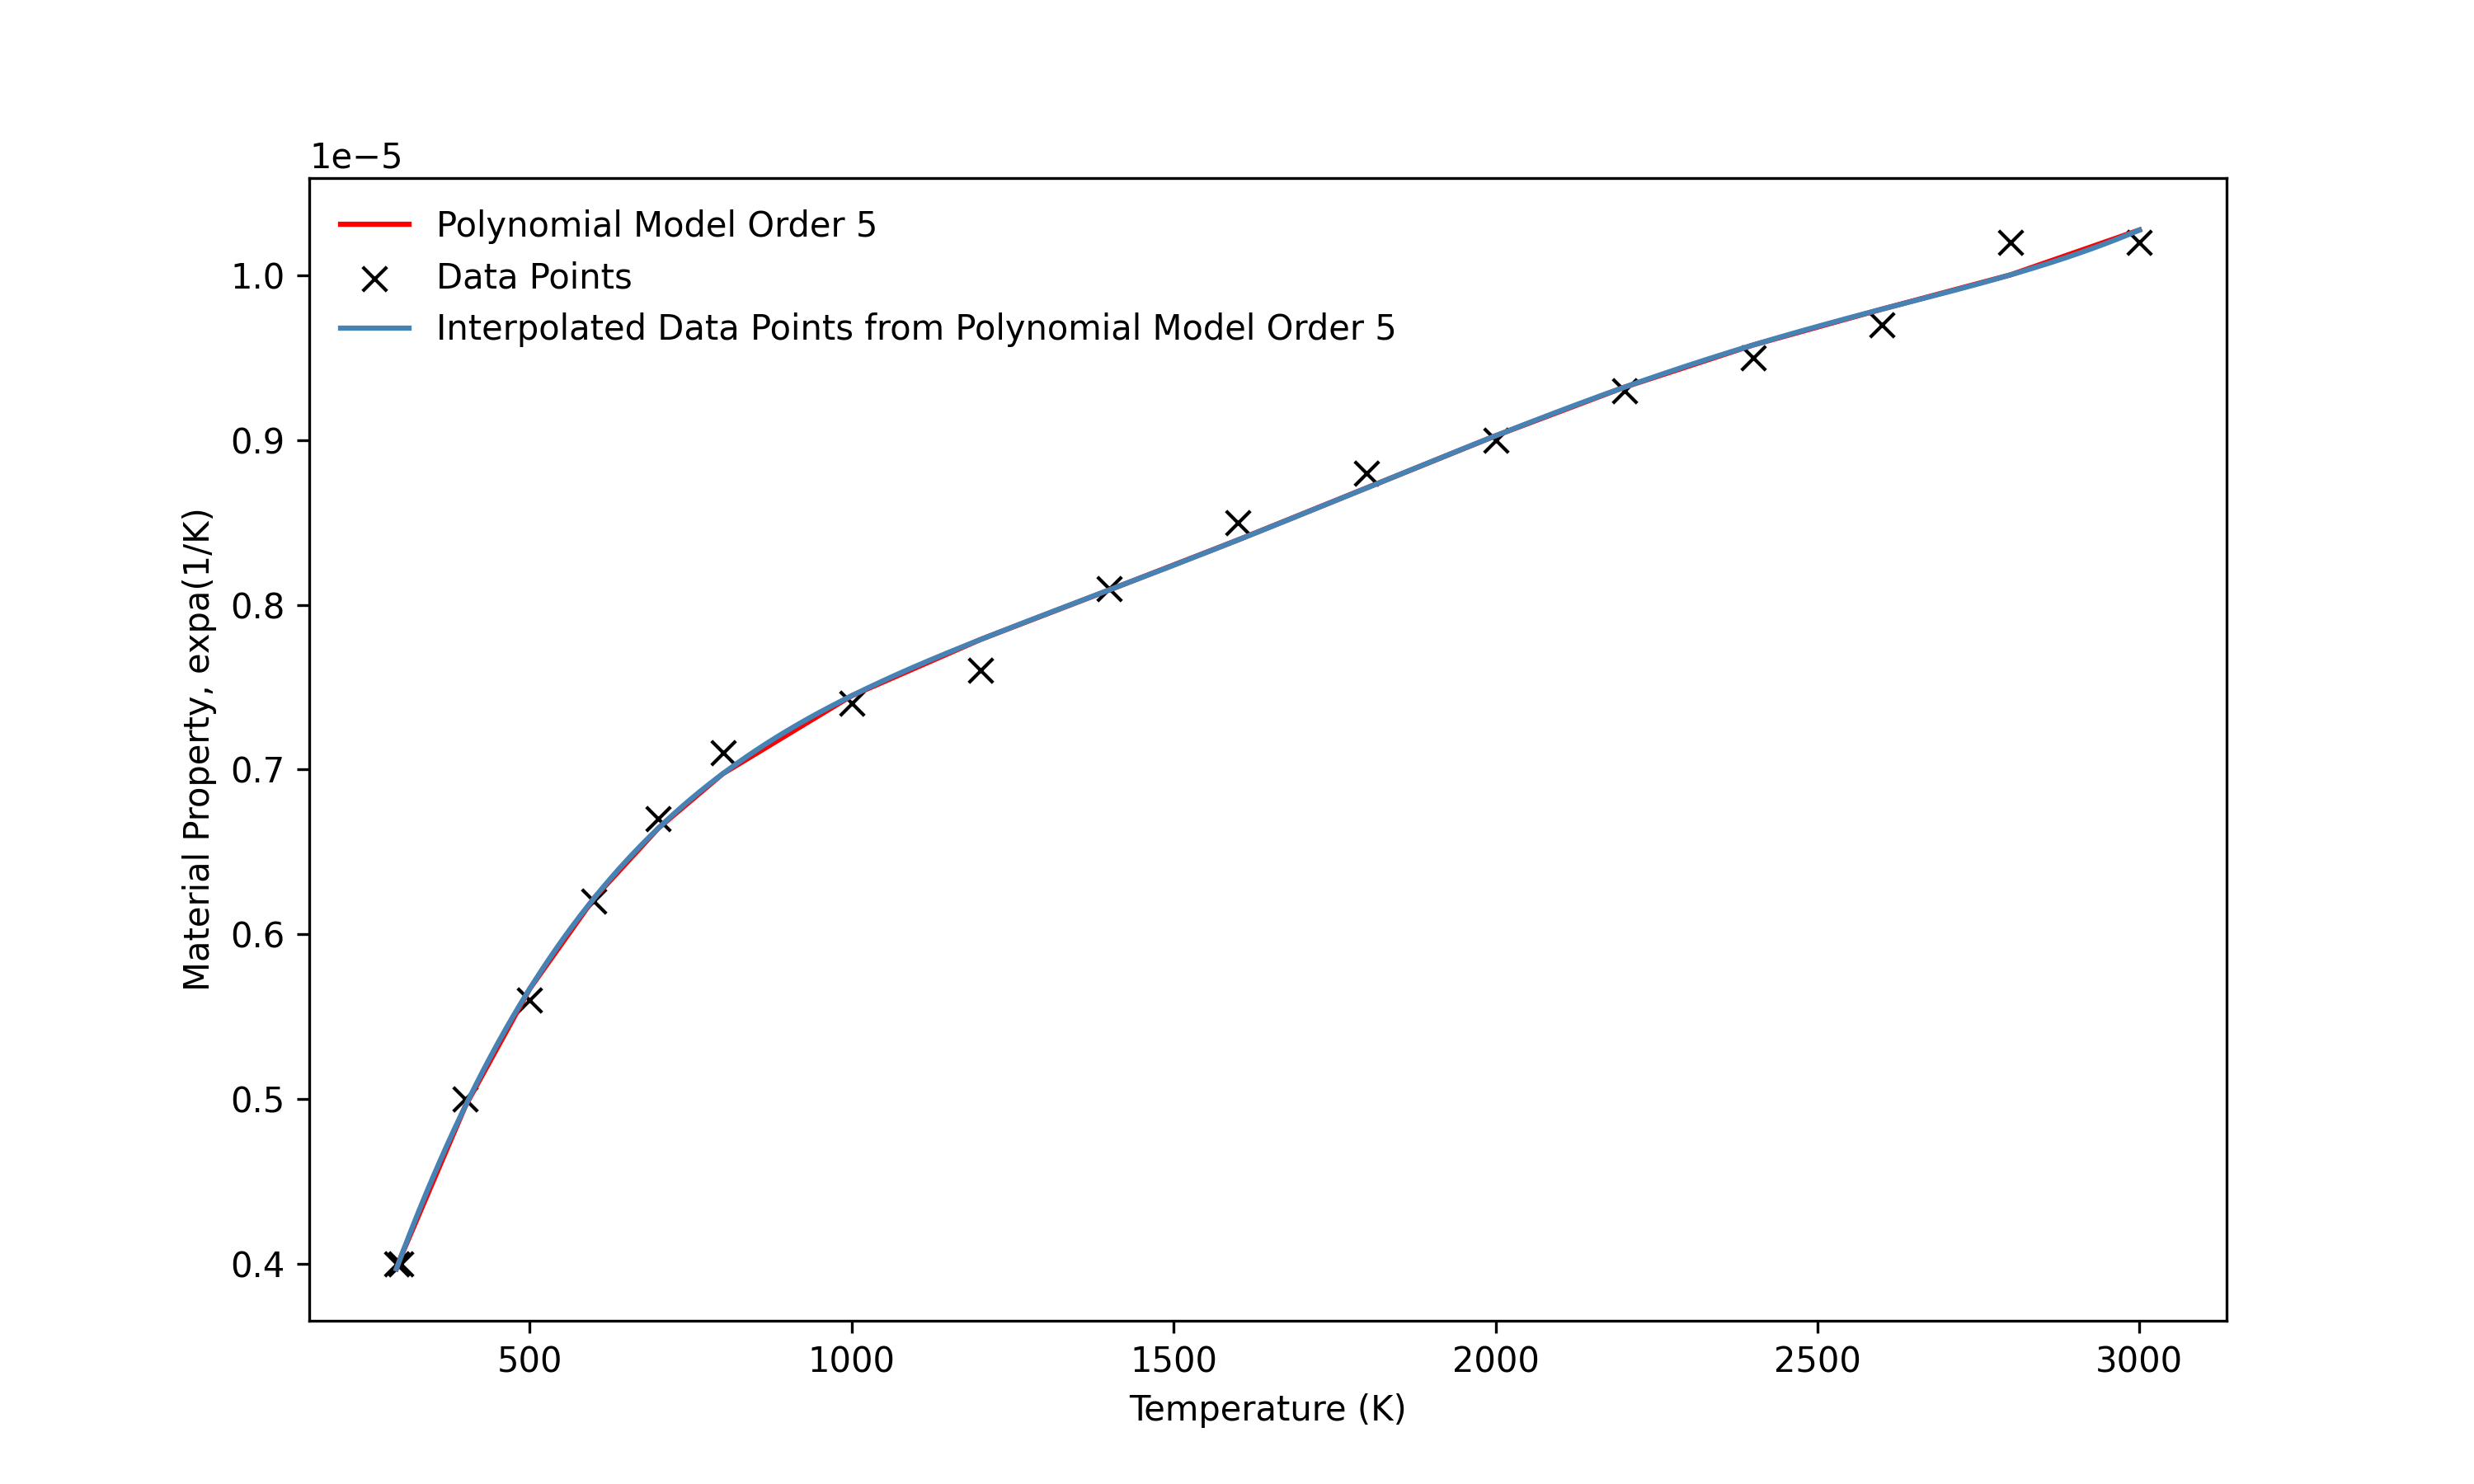 1e−5
Polynomial Model Order 5
Data Points
Interpolated Data Points from Polynomial Model Order 5
1.0
0.9
0.8
0.7
0.6
0.5
0.4
Material Property, expa(1/K)
500 1000 1500 2000 2500 3000
Temperature (K)